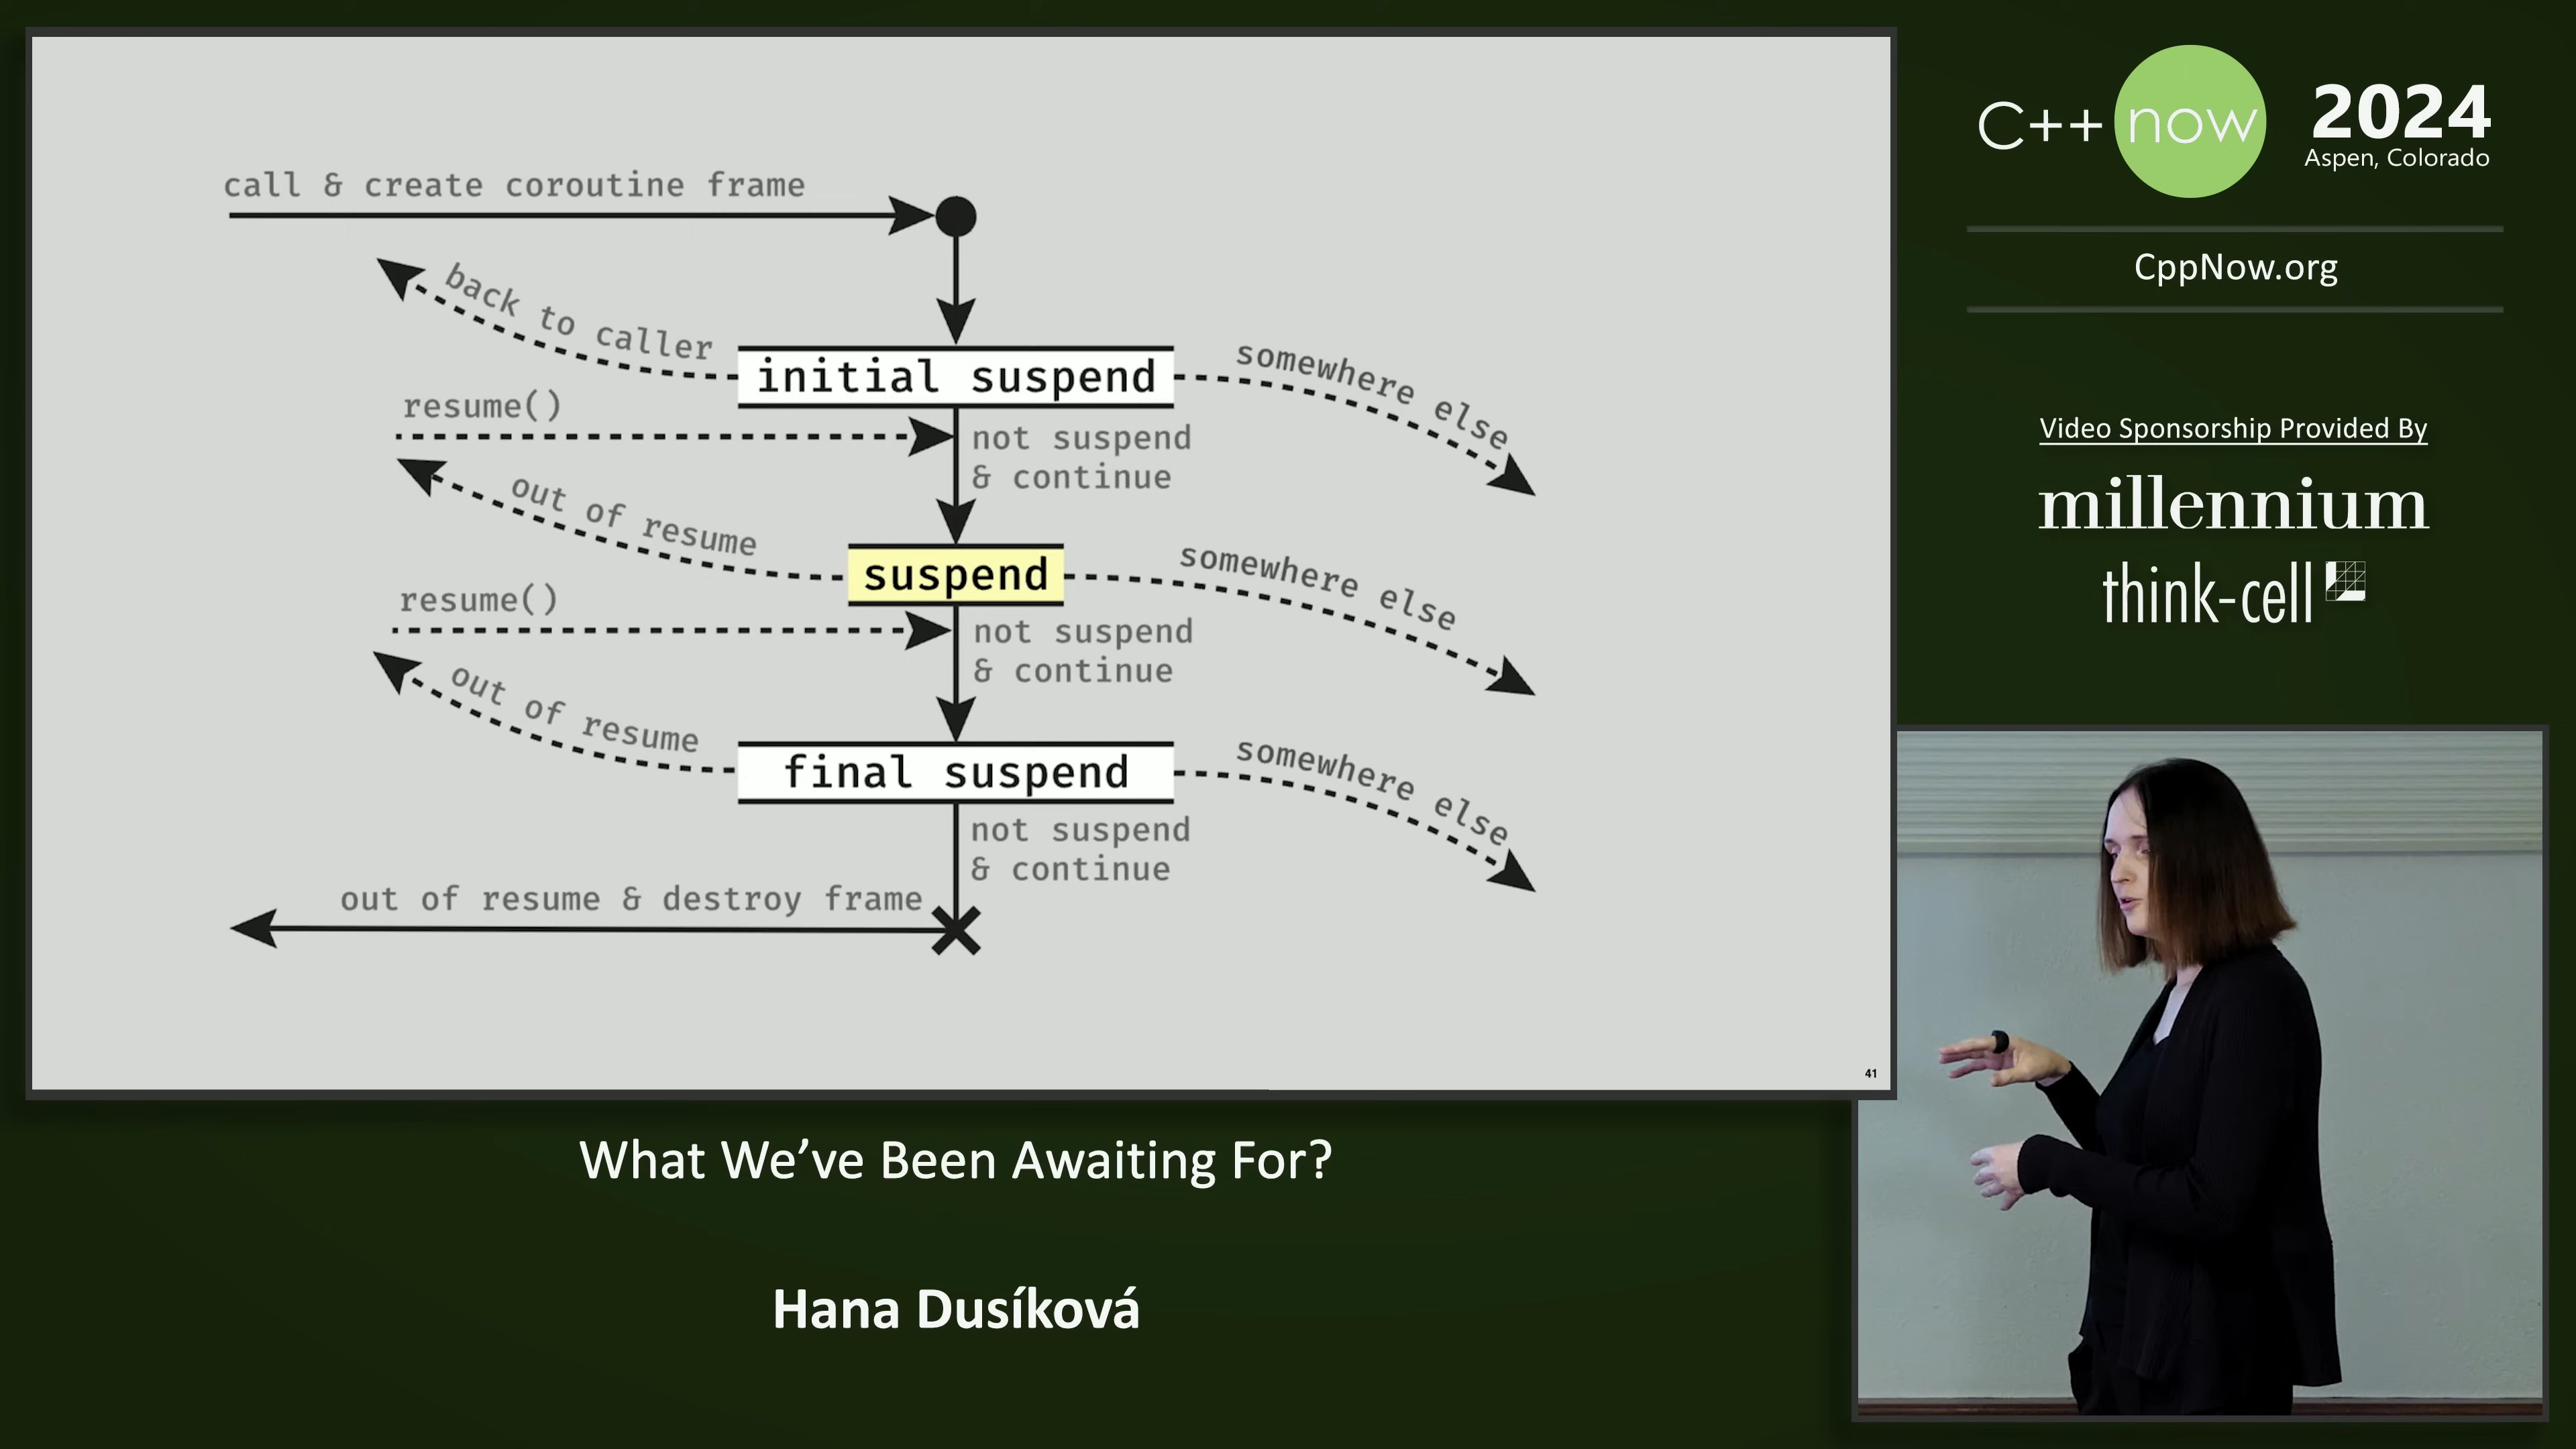 call & create coroutine frame
back to caller
initial suspend
somewhere else
resume()
not suspend
& continue
out of resume
suspend
somewhere else
resume()
not suspend
& continue
out of resume
final suspend
somewhere else
not suspend
& continue
out of resume & destroy frame
41
C++ now
2024
Aspen, Colorado
CppNow.org
Video Sponsorship Provided By
millennium
think-cell
What We’ve Been Awaiting For?
Hana Dusíková